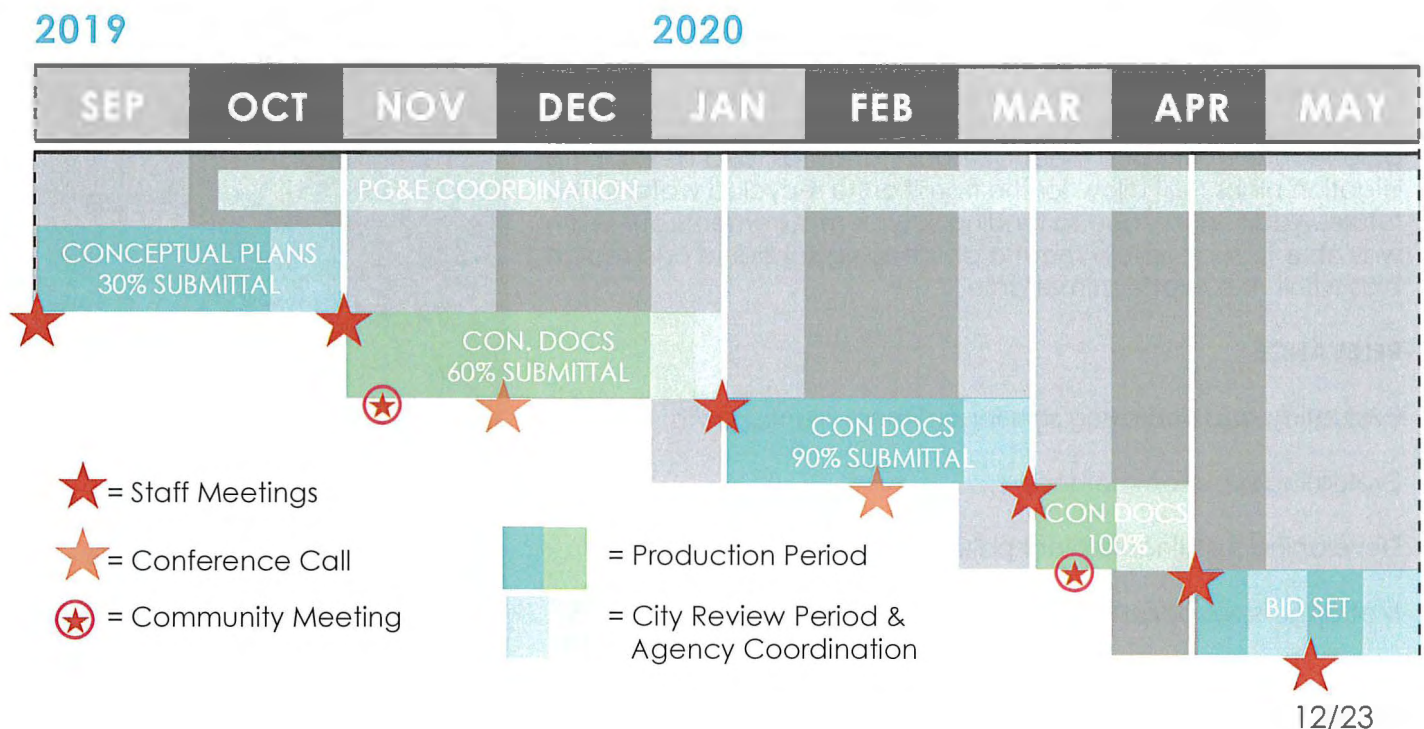 2019
2020
SEP OCT NOV DEC JAN FEB MAR APR MAY
PG&E COORDINATION
CONCEPTUAL PLANS
30% SUBMITTAL
CON. DOCS
60% SUBMITTAL
CON DOCS
90% SUBMITTAL
CON DOCS
100%
BID SET
12/23
= Staff Meetings
= Conference Call
= Community Meeting
= Production Period
= City Review Period &
Agency Coordination